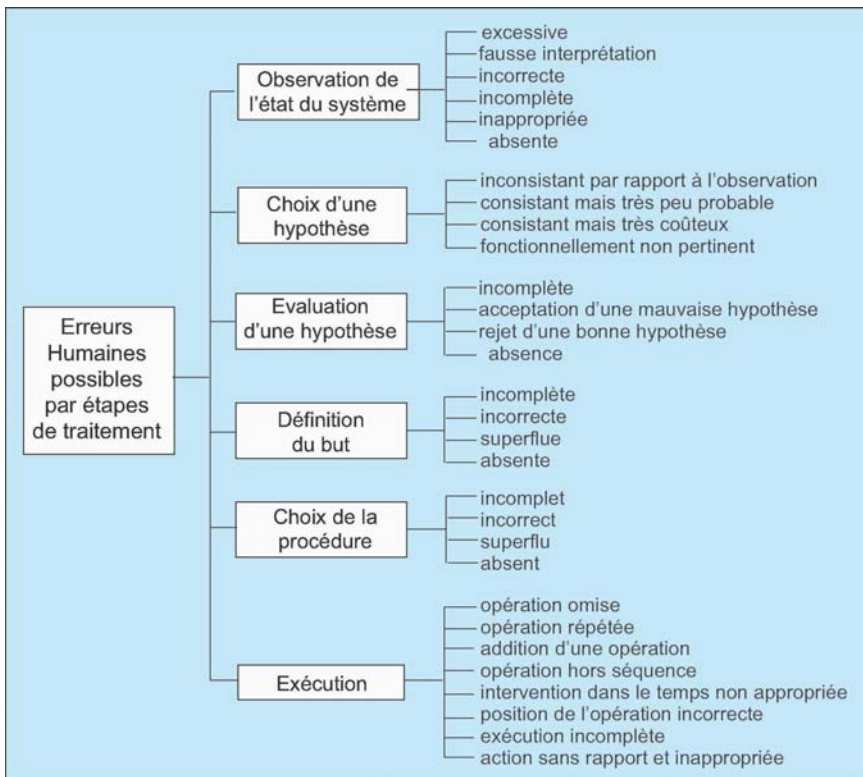 Erreurs
Humaines
possibles
par étapes
de traitement
Observation de
l'état du système
excessive
fausse interprétation
incorrecte
incomplète
inappropriée
absente
Choix d'une
hypothèse
inconsistant par rapport à l'observation
consistant mais très peu probable
consistant mais très coûteux
fonctionnellement non pertinent
Evaluation
d'une hypothèse
incomplète
acceptation d'une mauvaise hypothèse
rejet d'une bonne hypothèse
absence
Définition
du but
incomplète
incorrecte
superflue
absente
Choix de la
procédure
incomplet
incorrect
superflu
absent
Exécution
opération omise
opération répétée
addition d'une opération
opération hors séquence
intervention dans le temps non appropriée
position de l'opération incorrecte
exécution incomplète
action sans rapport et inappropriée